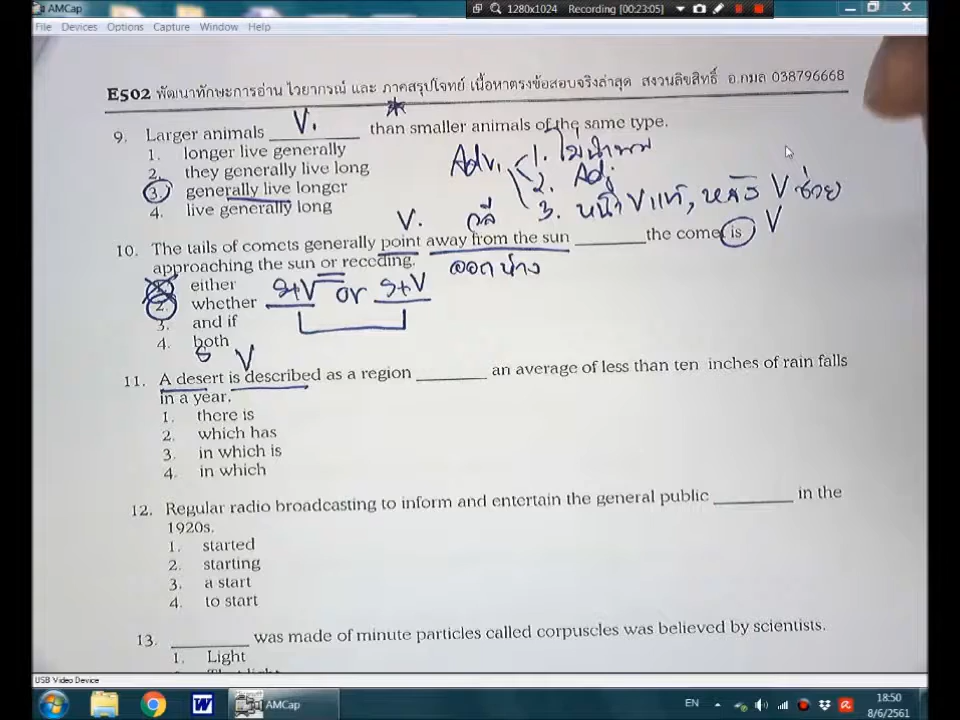 AMCap
1280x1024 Recording [00:23:05]
File Devices Options Capture Window Help
E502 พัฒนาทักษะการอ่าน ไวยากรณ์ และ ภาคสรุปโจทย์ เนื้อหาตรงข้อสอบจริงล่าสุด สงวนลิขสิทธิ์ อ.กมล 038796668
9. Larger animals ________ than smaller animals of the same type.
V.
1. longer live generally
2. they generally live long
3. generally live longer
4. live generally long
Adv.
1. ไม่นำนาม
2. Adj
3. หน้า V แท้, หลัง V ช่วย
V.
V
10. The tails of comets generally point away from the sun ________ the comet is
approaching the sun or receding.
ออกห่าง
1. either
2. whether
3. and if
4. both
S+V or S+V
S V
11. A desert is described as a region ________ an average of less than ten inches of rain falls
in a year.
1. there is
2. which has
3. in which is
4. in which
12. Regular radio broadcasting to inform and entertain the general public ________ in the
1920s.
1. started
2. starting
3. a start
4. to start
13. ________ was made of minute particles called corpuscles was believed by scientists.
1. Light
USB Video Device
AMCap
EN
18:50
8/6/2561